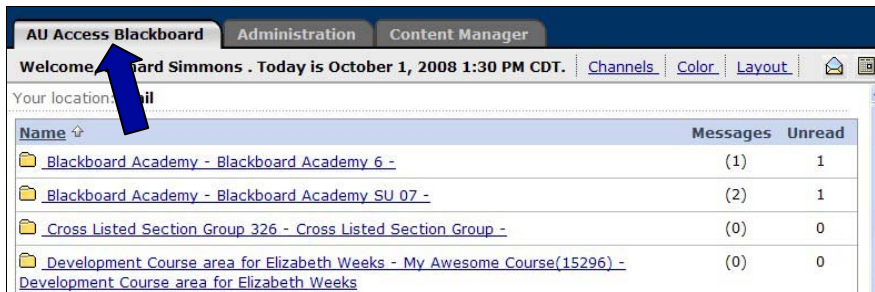 AU Access Blackboard Administration Content Manager
Welcome, hard Simmons . Today is October 1, 2008 1:30 PM CDT. Channels Color Layout
Your location: ail
Name Messages Unread
Blackboard Academy - Blackboard Academy 6 - (1) 1
Blackboard Academy - Blackboard Academy SU 07 - (2) 1
Cross Listed Section Group 326 - Cross Listed Section Group - (0) 0
Development Course area for Elizabeth Weeks - My Awesome Course(15296) - (0) 0
Development Course area for Elizabeth Weeks